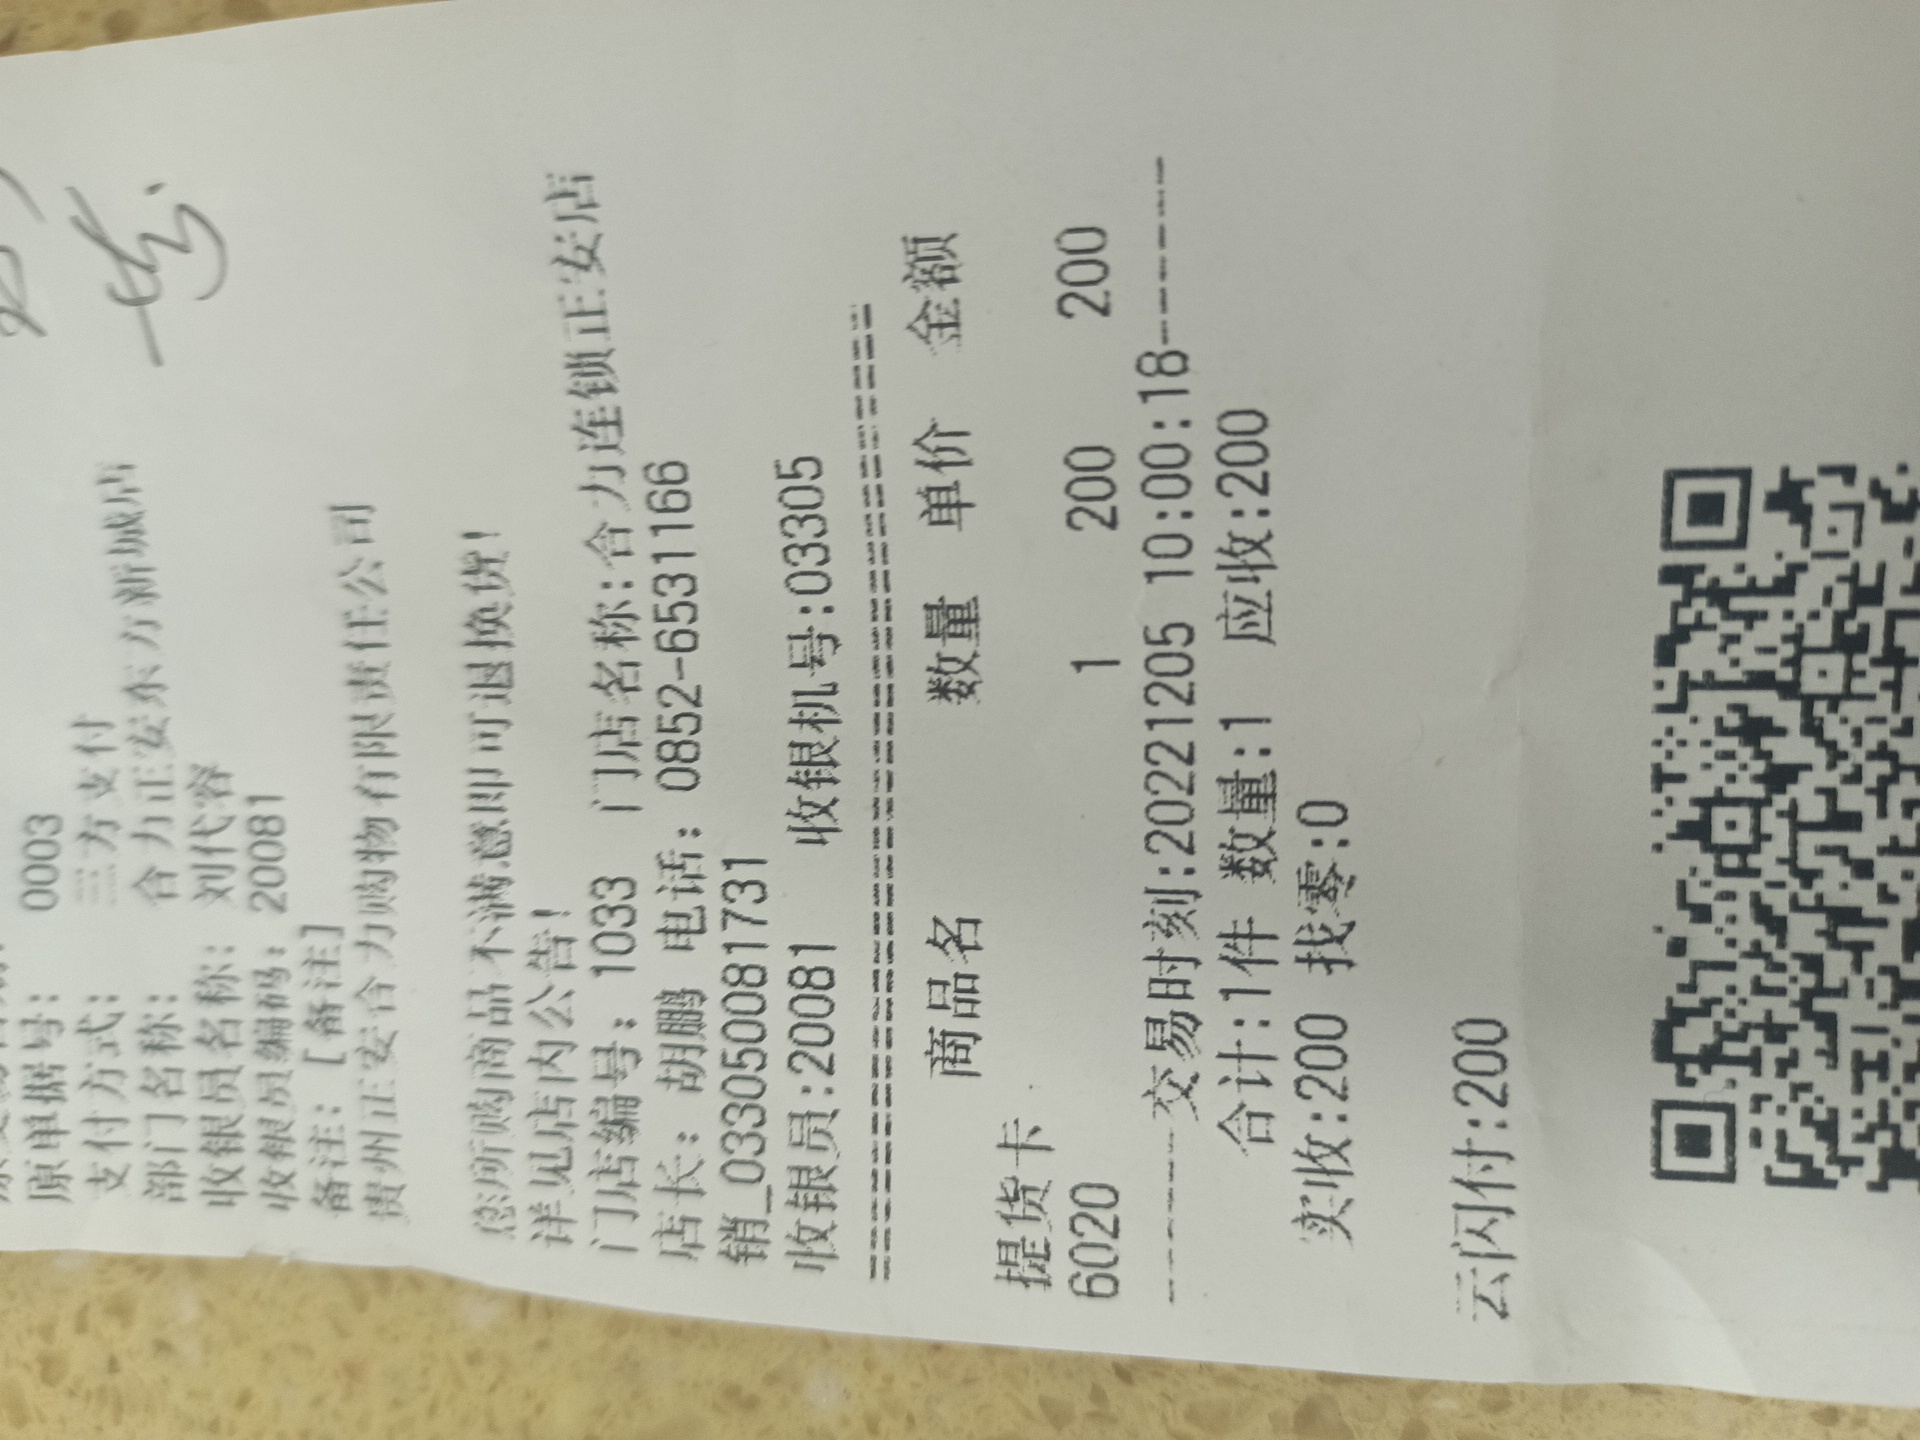 原单据号： 0003
支付方式： 三方支付
部门名称： 合力正安东方新城店
收银员名称： 刘代容
收银员编码： 200081
备注： [备注]
贵州正安合力购物有限责任公司
您所购商品不满意即可退换货！
详见店内公告！
门店编号：1033 门店名称：合力连锁正安店
店长： 胡鹏 电话： 0852-6531166
销_033050081731
收银员:20081 收银机号:03305
商品名 数量 单价 金额
提货卡
6020 1 200 200
------交易时刻:20221205 10:00:18---------
合计:1件 数量:1 应收:200
实收:200 找零:0
云闪付:200